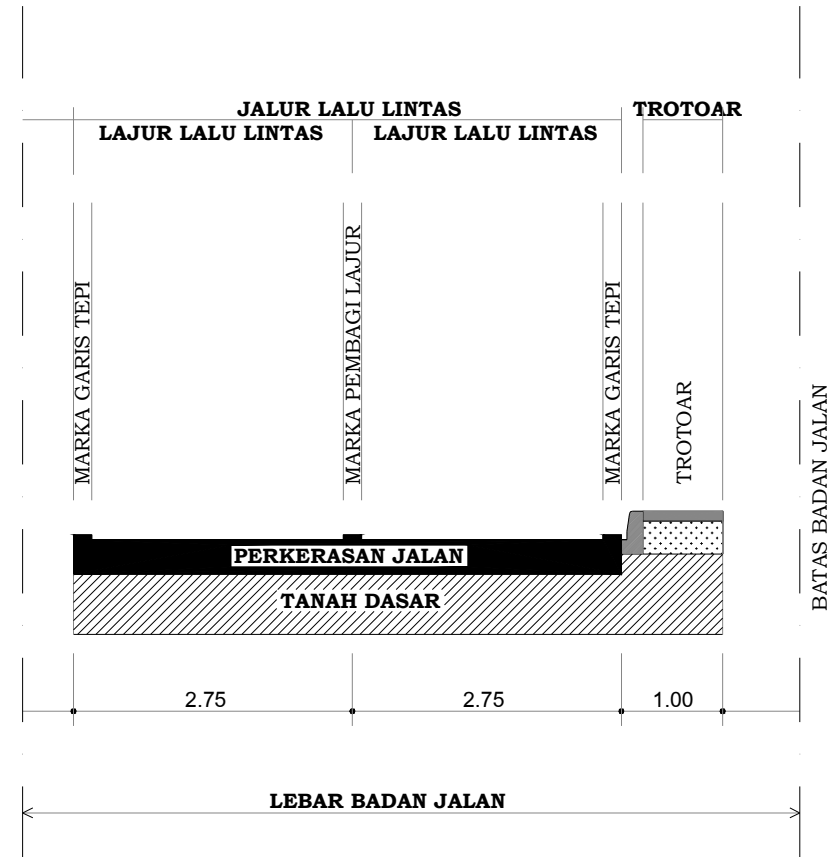 JALUR LALU LINTAS
TROTOAR
LAJUR LALU LINTAS
LAJUR LALU LINTAS
MARKA GARIS TEPI
MARKA PEMBAGI LAJUR
MARKA GARIS TEPI
TROTOAR
BATAS BADAN JALAN
PERKERASAN JALAN
TANAH DASAR
2.75
2.75
1.00
LEBAR BADAN JALAN